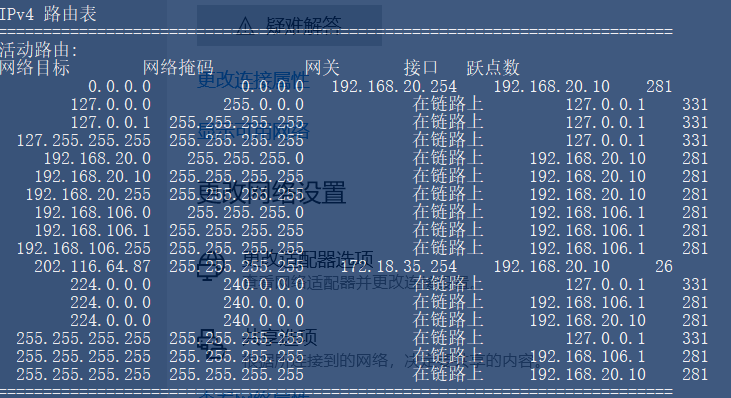 IPv4 路由表
===========================================================================
活动路由:
网络目标 网络掩码 网关 接口 跃点数
0.0.0.0 0.0.0.0 192.168.20.254 192.168.20.10 281
127.0.0.0 255.0.0.0 在链路上 127.0.0.1 331
127.0.0.1 255.255.255.255 在链路上 127.0.0.1 331
127.255.255.255 255.255.255.255 在链路上 127.0.0.1 331
192.168.20.0 255.255.255.0 在链路上 192.168.20.10 281
192.168.20.10 255.255.255.255 在链路上 192.168.20.10 281
192.168.20.255 255.255.255.255 在链路上 192.168.20.10 281
192.168.106.0 255.255.255.0 在链路上 192.168.106.1 281
192.168.106.1 255.255.255.255 在链路上 192.168.106.1 281
192.168.106.255 255.255.255.255 在链路上 192.168.106.1 281
202.116.64.87 255.255.255.255 172.18.35.254 192.168.20.10 26
224.0.0.0 240.0.0.0 在链路上 127.0.0.1 331
224.0.0.0 240.0.0.0 在链路上 192.168.106.1 281
224.0.0.0 240.0.0.0 在链路上 192.168.20.10 281
255.255.255.255 255.255.255.255 在链路上 127.0.0.1 331
255.255.255.255 255.255.255.255 在链路上 192.168.106.1 281
255.255.255.255 255.255.255.255 在链路上 192.168.20.10 281
===========================================================================
疑难解答
更改连接属性
更改网络设置
更改适配器选项
网络适配器并更改连接
共享选项
连接到的网络,决
的内容。